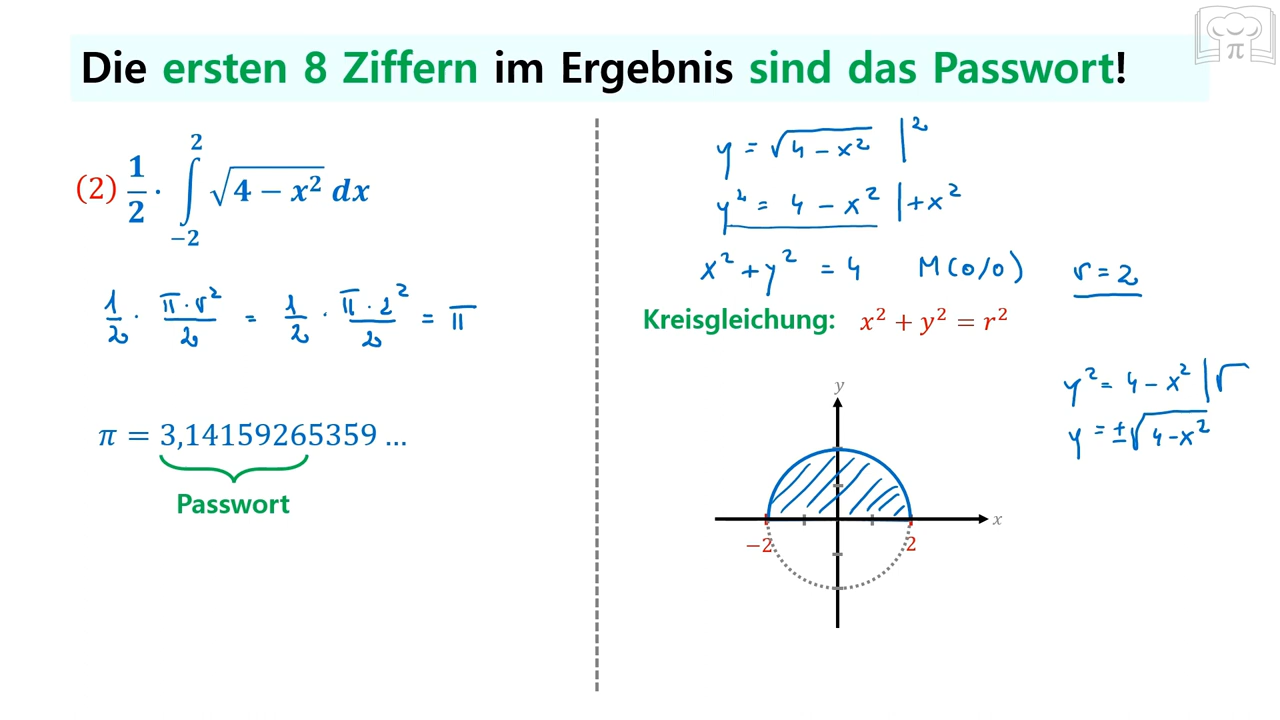 Die ersten 8 Ziffern im Ergebnis sind das Passwort!
(2) 1/2 · ∫_{-2}^{2} √(4 − x²) dx
1/2 · (π · r²)/2 = 1/2 · (π · 2²)/2 = π
π = 3,14159265359 ...
Passwort
y = √(4 − x²) |²
y² = 4 − x² | + x²
x² + y² = 4 M(0/0) r = 2
Kreisgleichung: x² + y² = r²
y² = 4 − x² | √
y = ±√(4 − x²)
y
x
−2
2
π